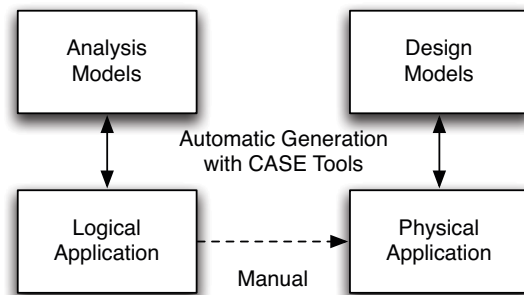 Analysis
Models
Design
Models
Automatic Generation
with CASE Tools
Logical
Application
Physical
Application
Manual